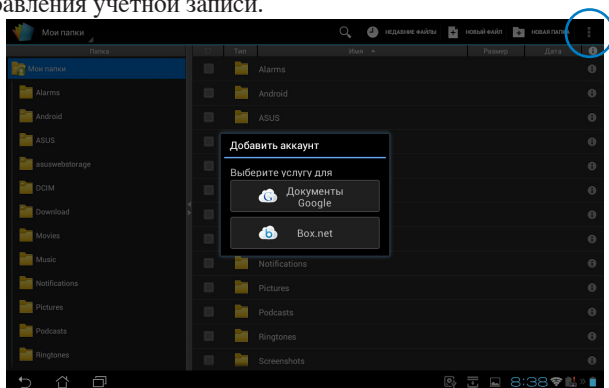 бавления учетной записи.
Мои папки
НЕДАВНИЕ ФАЙЛЫ
НОВЫЙ ФАЙЛ
НОВАЯ ПАПКА
Папка
Тип
Имя
Размер
Дата
Мои папки
Alarms
Android
ASUS
asuswebstorage
DCIM
Download
Movies
Music
Notifications
Pictures
Podcasts
Ringtones
Alarms
Android
ASUS
Добавить аккаунт
Выберите услугу для
Документы
Google
Box.net
Notifications
Pictures
Podcasts
Ringtones
Screenshots
8:38